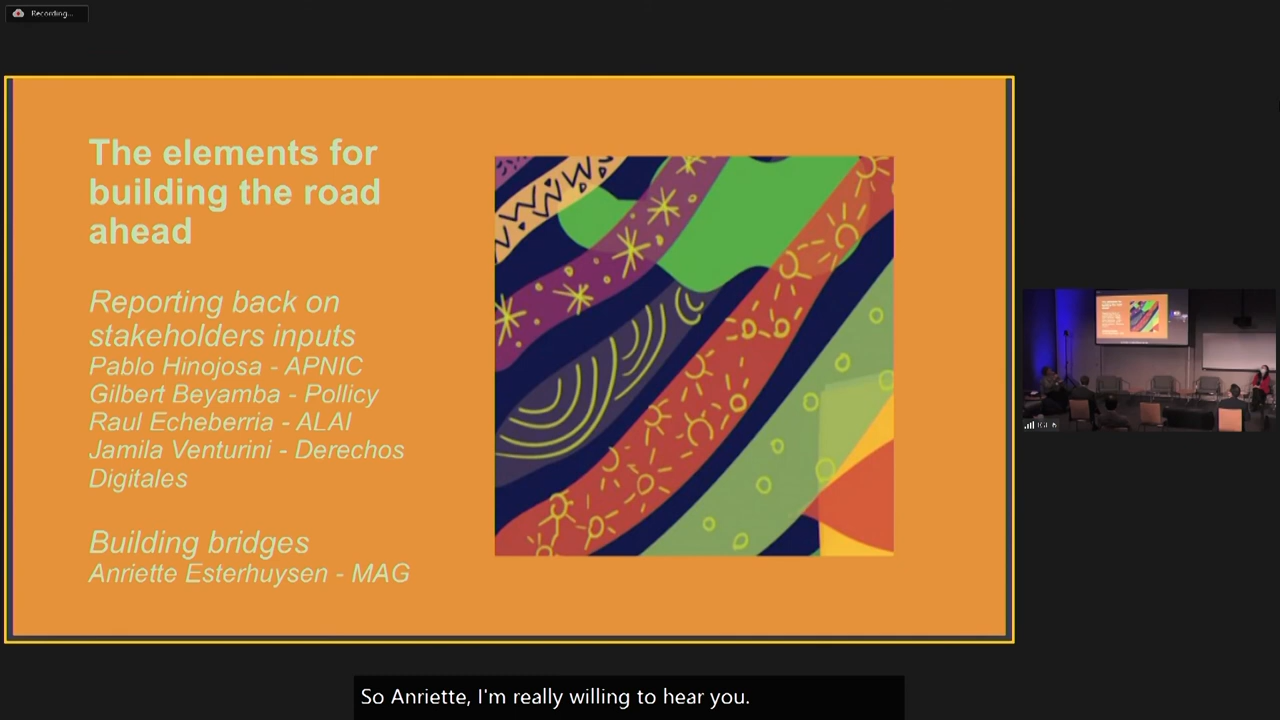 Recording...
The elements for
building the road
ahead
Reporting back on
stakeholders inputs
Pablo Hinojosa - APNIC
Gilbert Beyamba - Pollicy
Raul Echeberria - ALAI
Jamila Venturini - Derechos
Digitales
Building bridges
Anriette Esterhuysen - MAG
So Anriette, I'm really willing to hear you.